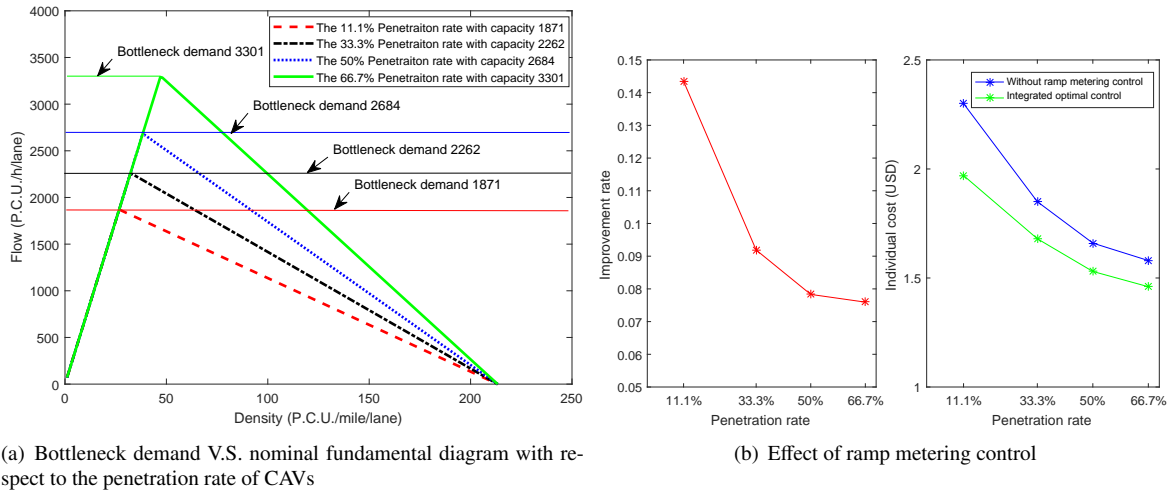 4000
3500
3000
2500
2000
1500
1000
500
0
Flow (P.C.U./h/lane)
0 50 100 150 200 250
Density (P.C.U./mile/lane)
The 11.1% Penetraiton rate with capacity 1871
The 33.3% Penetraiton rate with capacity 2262
The 50% Penetraiton rate with capacity 2684
The 66.7% Penetraiton rate with capacity 3301
Bottleneck demand 3301
Bottleneck demand 2684
Bottleneck demand 2262
Bottleneck demand 1871
(a) Bottleneck demand V.S. nominal fundamental diagram with re-
spect to the penetration rate of CAVs
0.15
0.14
0.13
0.12
0.11
0.1
0.09
0.08
0.07
0.06
0.05
Improvement rate
11.1% 33.3% 50% 66.7%
Penetration rate
2.5
2
1.5
1
Individual cost (USD)
Without ramp metering control
Integrated optimal control
11.1% 33.3% 50% 66.7%
Penetration rate
(b) Effect of ramp metering control